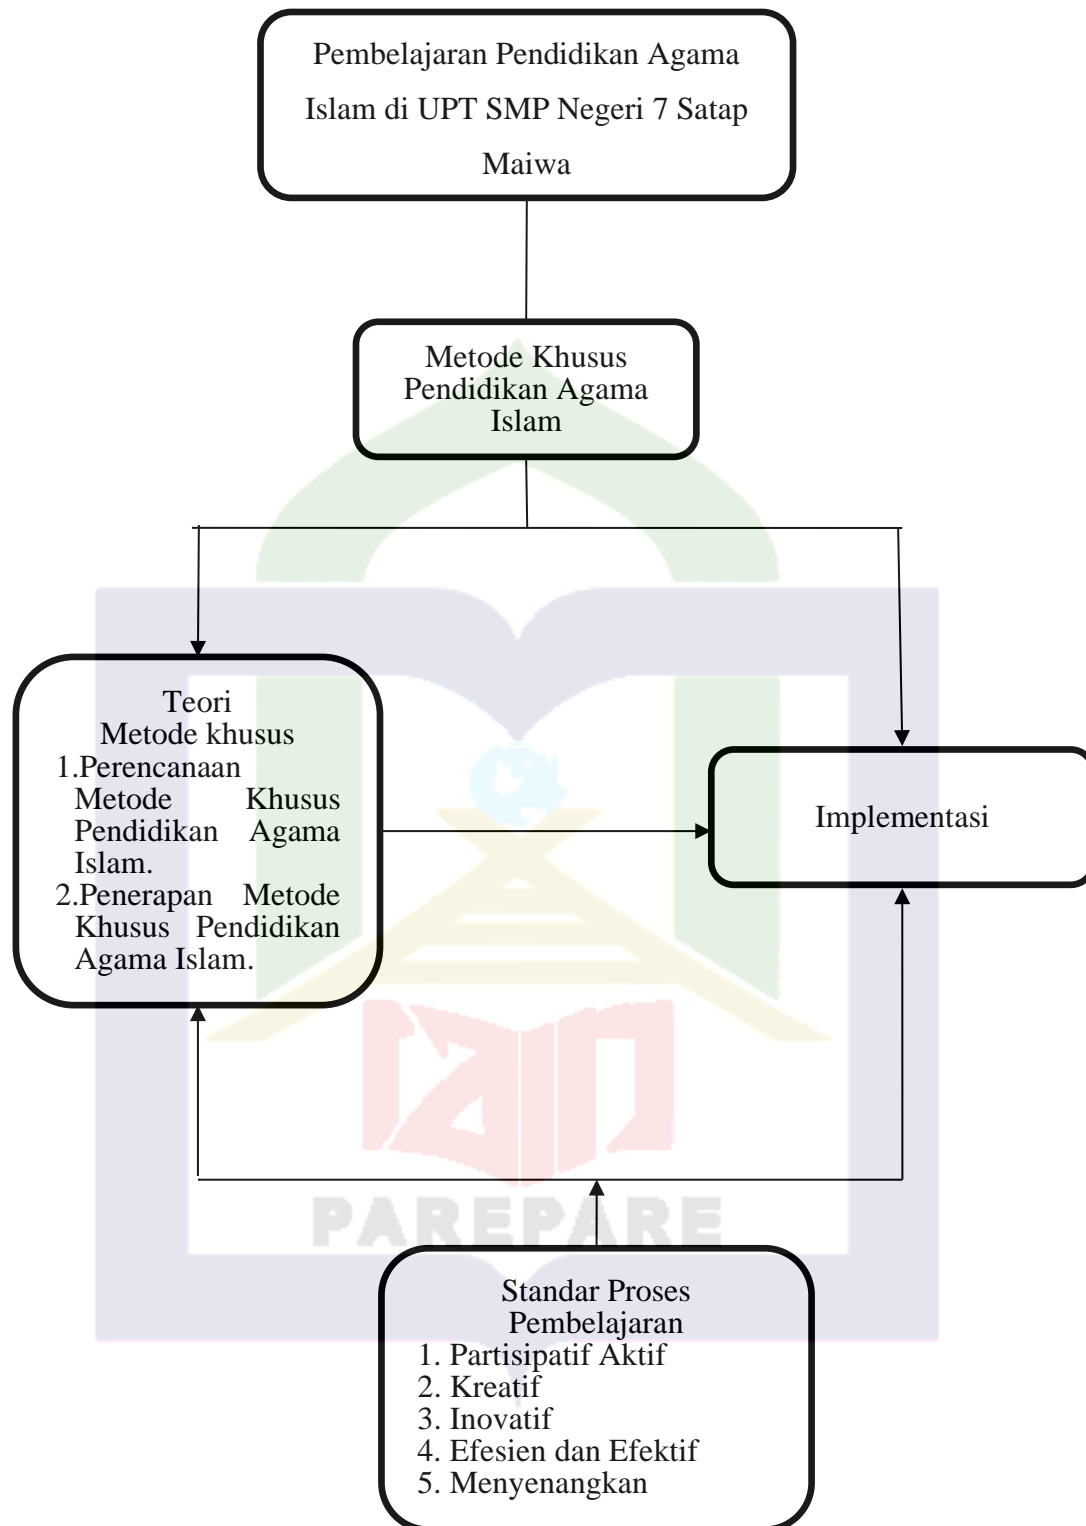 Pembelajaran Pendidikan Agama
Islam di UPT SMP Negeri 7 Satap
Maiwa
Metode Khusus
Pendidikan Agama
Islam
Teori
Metode khusus
1.Perencanaan
Metode Khusus
Pendidikan Agama
Islam.
2.Penerapan Metode
Khusus Pendidikan
Agama Islam.
Implementasi
PAREPARE
Standar Proses
Pembelajaran
1. Partisipatif Aktif
2. Kreatif
3. Inovatif
4. Efesien dan Efektif
5. Menyenangkan